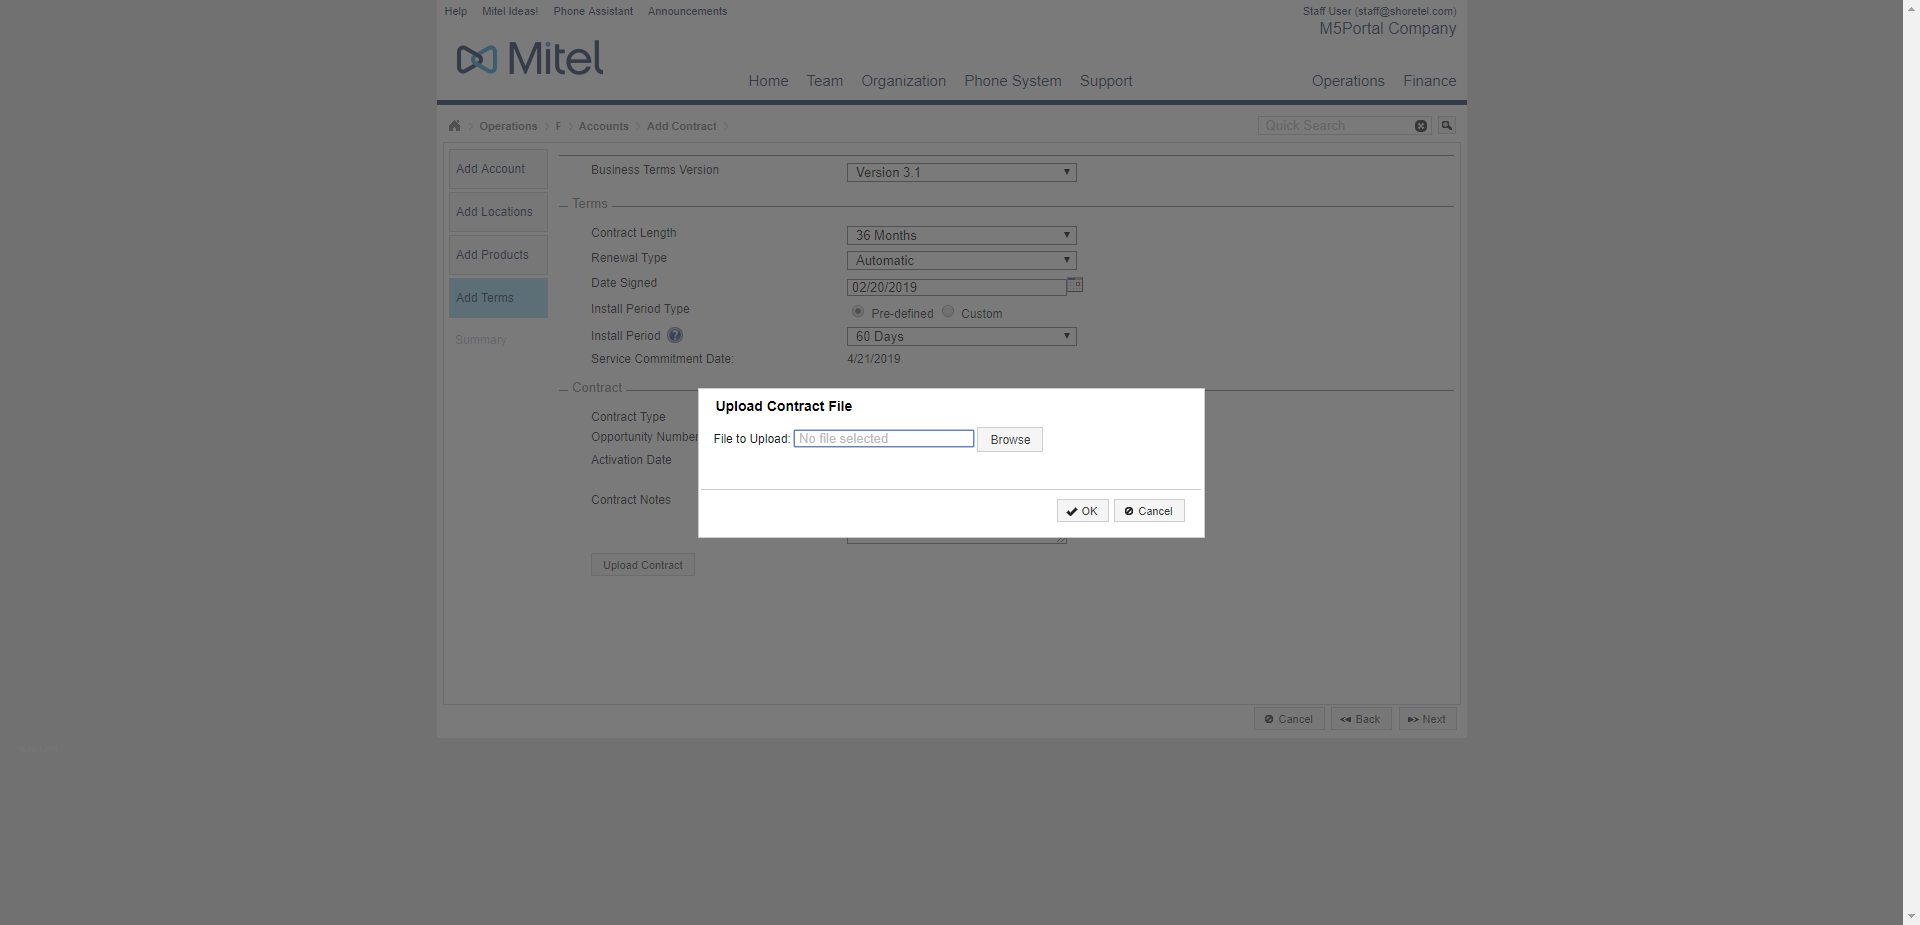 Help Mitel Ideas! Phone Assistant Announcements
Staff User (staff@shoretel.com)
M5Portal Company
Mitel
Home Team Organization Phone System Support Operations Finance
Operations F Accounts Add Contract
Quick Search
Add Account
Add Locations
Add Products
Add Terms
Summary
Business Terms Version Version 3.1
Terms
Contract Length 36 Months
Renewal Type Automatic
Date Signed 02/20/2019
Install Period Type Pre-defined Custom
Install Period ? 60 Days
Service Commitment Date: 4/21/2019
Contract
Contract Type
Opportunity Number
Activation Date
Contract Notes
Upload Contract
Upload Contract File
File to Upload: No file selected Browse
OK Cancel
Cancel Back Next